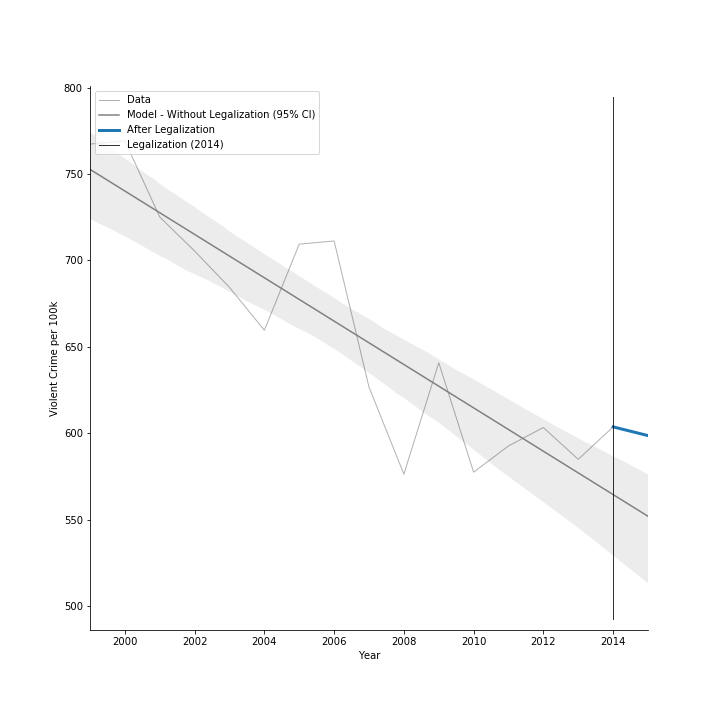 800
750
700
650
600
550
500
Violent Crime per 100k
Data
Model - Without Legalization (95% CI)
After Legalization
Legalization (2014)
2000 2002 2004 2006 2008 2010 2012 2014
Year